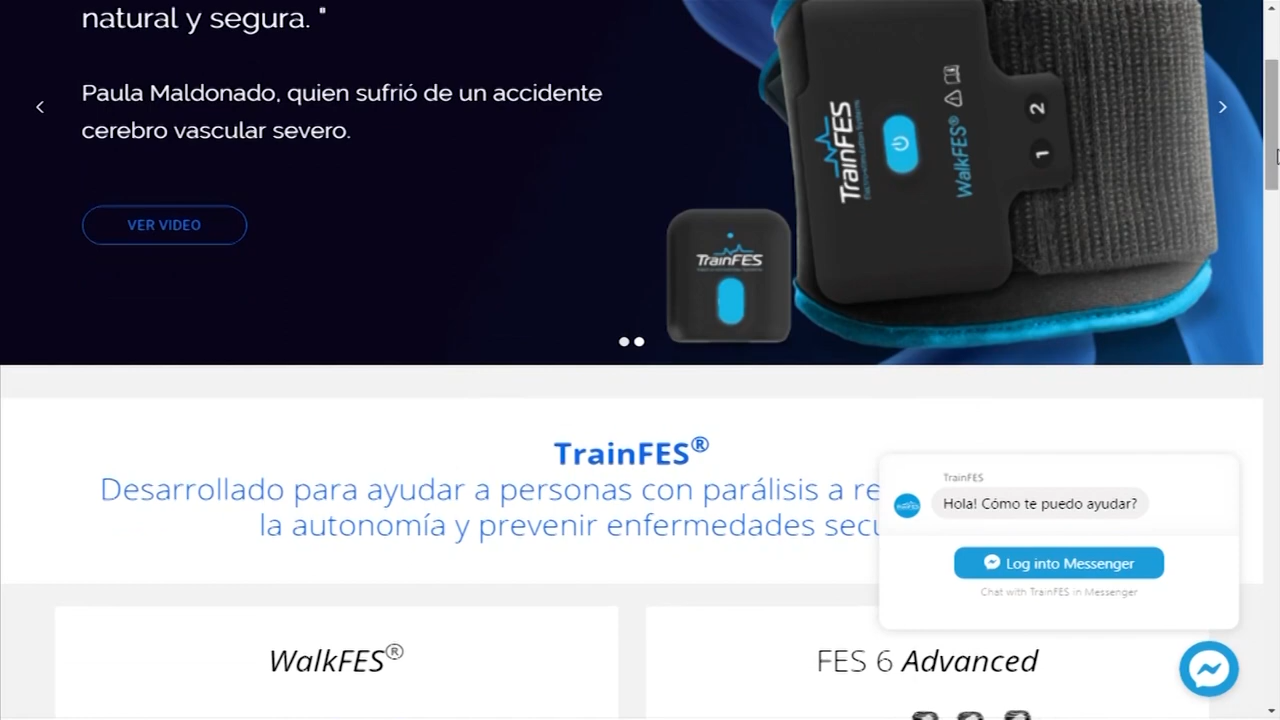 natural y segura. "
Paula Maldonado, quien sufrió de un accidente
cerebro vascular severo.
VER VIDEO
TrainFES
WalkFES®
1
2
TrainFES
TrainFES®
Desarrollado para ayudar a personas con parálisis a re
la autonomía y prevenir enfermedades secu
TrainFES
Hola! Cómo te puedo ayudar?
Log into Messenger
Chat with TrainFES in Messenger
WalkFES®
FES 6 Advanced